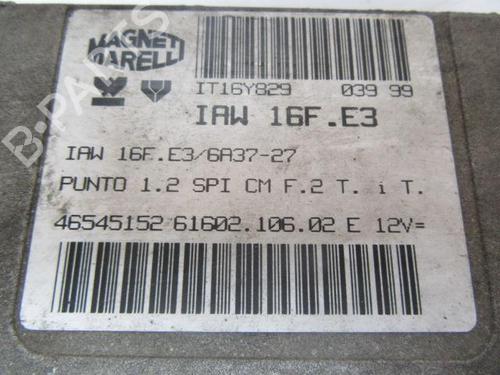 MAGNETI
MARELLI
IT16Y829 039 99
IAW 16F.E3
IAW 16F.E3/6A37-27
PUNTO 1.2 SPI CM F.2 T. i T.
46545152 61602.106.02 E 12V=
B-PARTS